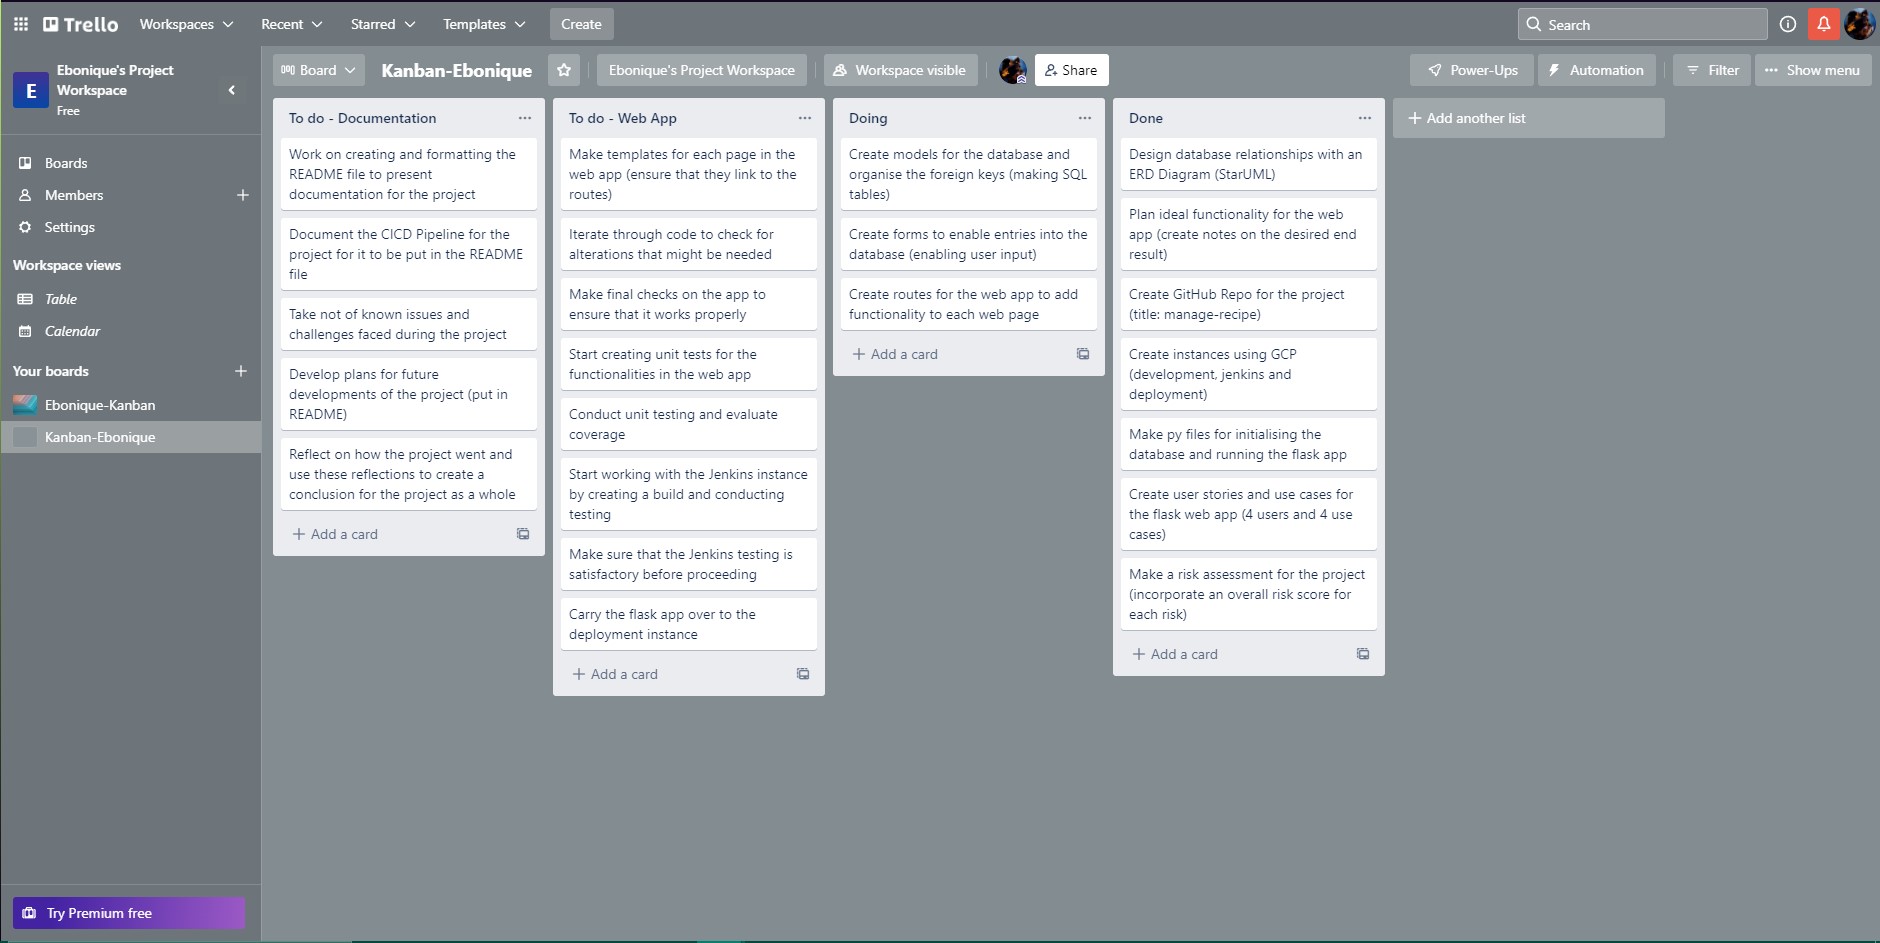 Trello
Workspaces
Recent
Starred
Templates
Create
Search
E
Ebonique's Project
Workspace
Free
Boards
Members
Settings
Workspace views
Table
Calendar
Your boards
Ebonique-Kanban
Kanban-Ebonique
Try Premium free
Board
Kanban-Ebonique
Ebonique's Project Workspace
Workspace visible
Share
Power-Ups
Automation
Filter
Show menu
To do - Documentation
Work on creating and formatting the
README file to present
documentation for the project
Document the CICD Pipeline for the
project for it to be put in the README
file
Take not of known issues and
challenges faced during the project
Develop plans for future
developments of the project (put in
README)
Reflect on how the project went and
use these reflections to create a
conclusion for the project as a whole
Add a card
To do - Web App
Make templates for each page in the
web app (ensure that they link to the
routes)
Iterate through code to check for
alterations that might be needed
Make final checks on the app to
ensure that it works properly
Start creating unit tests for the
functionalities in the web app
Conduct unit testing and evaluate
coverage
Start working with the Jenkins instance
by creating a build and conducting
testing
Make sure that the Jenkins testing is
satisfactory before proceeding
Carry the flask app over to the
deployment instance
Add a card
Doing
Create models for the database and
organise the foreign keys (making SQL
tables)
Create forms to enable entries into the
database (enabling user input)
Create routes for the web app to add
functionality to each web page
Add a card
Done
Design database relationships with an
ERD Diagram (StarUML)
Plan ideal functionality for the web
app (create notes on the desired end
result)
Create GitHub Repo for the project
(title: manage-recipe)
Create instances using GCP
(development, jenkins and
deployment)
Make py files for initialising the
database and running the flask app
Create user stories and use cases for
the flask web app (4 users and 4 use
cases)
Make a risk assessment for the project
(incorporate an overall risk score for
each risk)
Add a card
Add another list